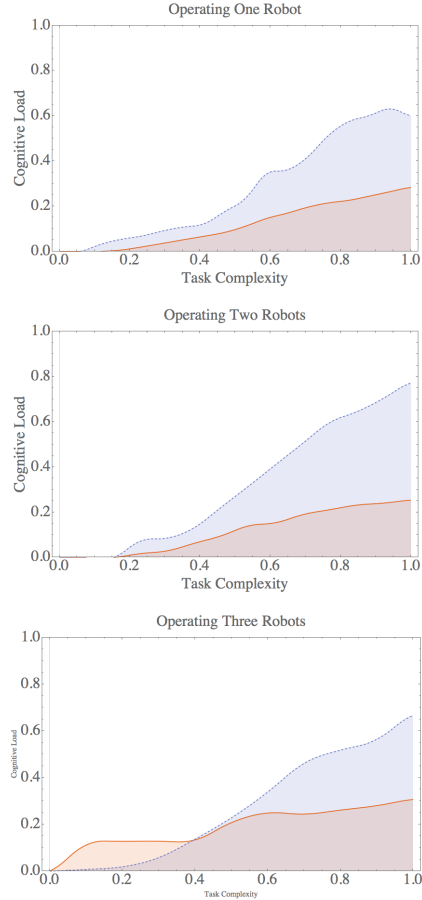 Operating One Robot
1.0
0.8
0.6
0.4
0.2
0.0
Cognitive Load
0.0 0.2 0.4 0.6 0.8 1.0
Task Complexity
Operating Two Robots
1.0
0.8
0.6
0.4
0.2
0.0
Cognitive Load
0.0 0.2 0.4 0.6 0.8 1.0
Task Complexity
Operating Three Robots
1.0
0.8
0.6
0.4
0.2
0.0
Cognitive Load
0.0 0.2 0.4 0.6 0.8 1.0
Task Complexity